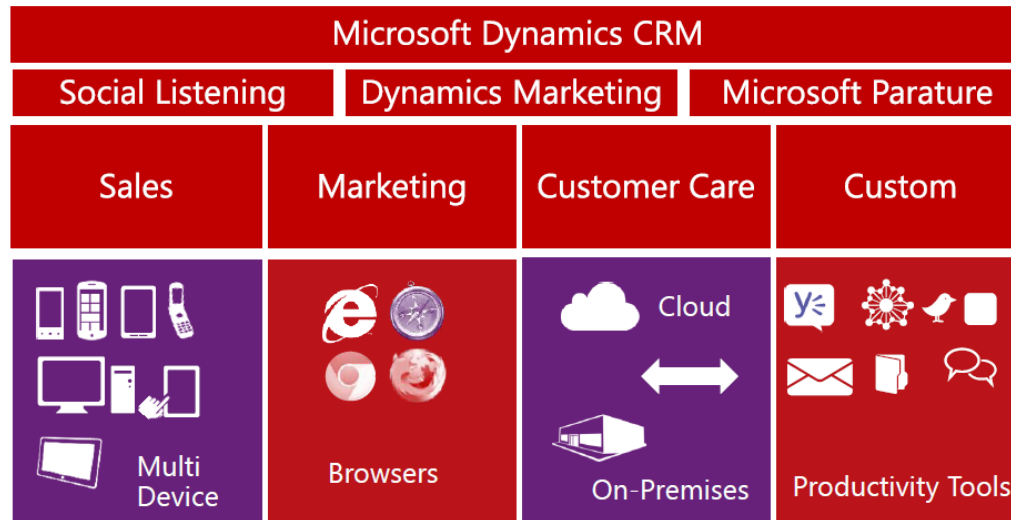 Microsoft Dynamics CRM
Social Listening
Dynamics Marketing
Microsoft Parature
Sales
Marketing
Customer Care
Custom
Multi
Device
Browsers
Cloud
On-Premises
Productivity Tools